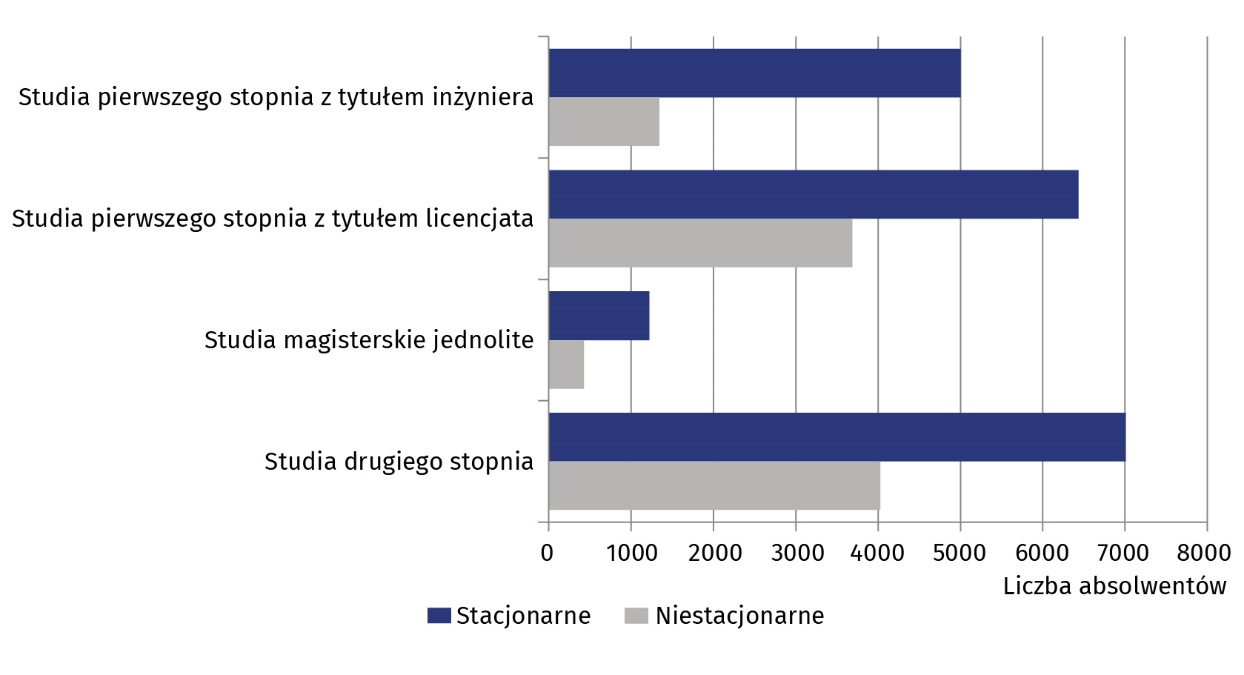 Studia pierwszego stopnia z tytułem inżyniera
Studia pierwszego stopnia z tytułem licencjata
Studia magisterskie jednolite
Studia drugiego stopnia
0 1000 2000 3000 4000 5000 6000 7000 8000
Liczba absolwentów
Stacjonarne Niestacjonarne